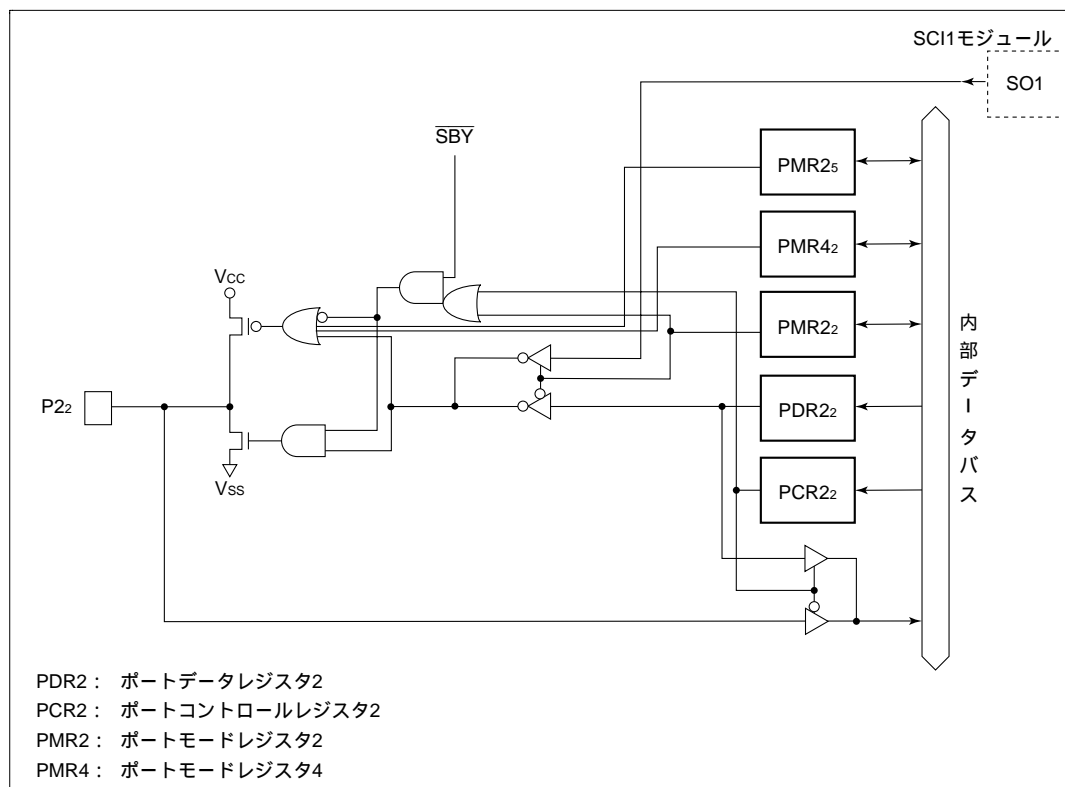 SCI1モジュール
SO1
SBY
PMR25
PMR42
VCC
PMR22
P22
PDR22
VSS
PCR22
内部データバス
PDR2： ポートデータレジスタ2
PCR2： ポートコントロールレジスタ2
PMR2： ポートモードレジスタ2
PMR4： ポートモードレジスタ4